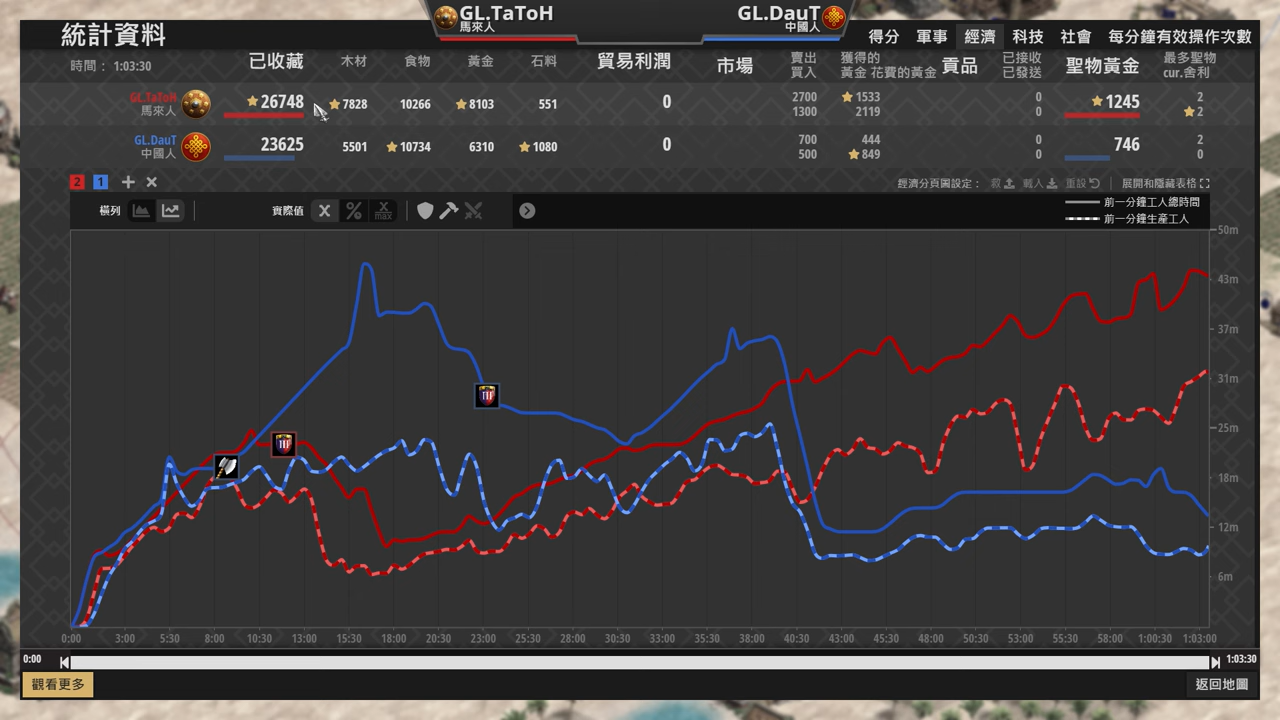 GL.TaToH
馬來人
GL.DauT
中國人
統計資料
得分 軍事 經濟 科技 社會 每分鐘有效操作次數
時間： 1:03:30
已收藏 木材 食物 黃金 石料 貿易利潤 市場 賣出 買入 獲得的黃金 花費的黃金 貢品 已接收 已發送 聖物黃金 最多聖物 cur.舍利
GL.TaToH
馬來人
26748 7828 10266 8103 551 0 2700 1533 0 1245 2
1300 2119 0 2
GL.DauT
中國人
23625 5501 10734 6310 1080 0 700 444 0 746 2
500 849 0 0
2 1
經濟分頁圖設定： 載入 重設 展開和隱藏表格
橫列 實際值 X % X/max
前一分鐘工人總時間
前一分鐘生產工人
50m
43m
37m
31m
25m
18m
12m
6m
0:00 3:00 5:30 8:00 10:30 13:00 15:30 18:00 20:30 23:00 25:30 28:00 30:30 33:00 35:30 38:00 40:30 43:00 45:30 48:00 50:30 53:00 55:30 58:00 1:00:30 1:03:00
0:00 1:03:30
觀看更多 返回地圖